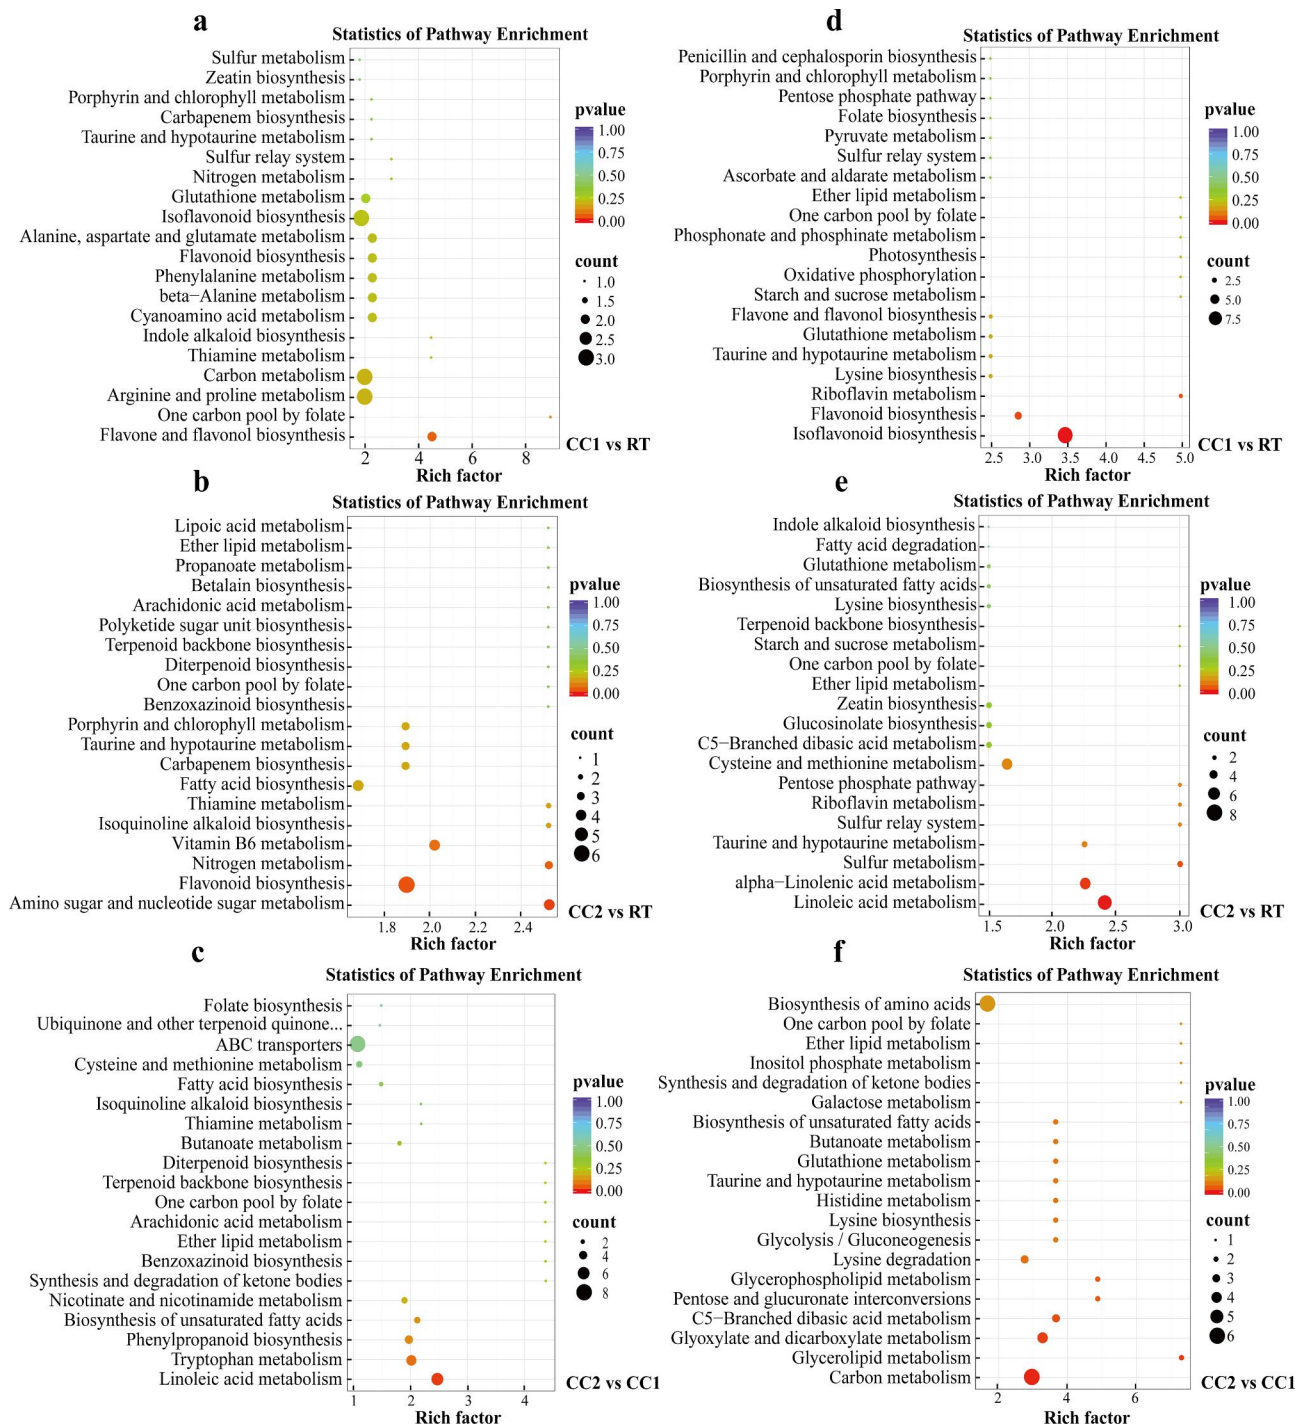 a
Statistics of Pathway Enrichment
Sulfur metabolism
Zeatin biosynthesis
Porphyrin and chlorophyll metabolism
Carbapenem biosynthesis
Taurine and hypotaurine metabolism
Sulfur relay system
Nitrogen metabolism
Glutathione metabolism
Isoflavonoid biosynthesis
Alanine, aspartate and glutamate metabolism
Flavonoid biosynthesis
Phenylalanine metabolism
beta−Alanine metabolism
Cyanoamino acid metabolism
Indole alkaloid biosynthesis
Thiamine metabolism
Carbon metabolism
Arginine and proline metabolism
One carbon pool by folate
Flavone and flavonol biosynthesis
2 4 6 8
Rich factor
pvalue
1.00
0.75
0.50
0.25
0.00
count
1.0
1.5
2.0
2.5
3.0
CC1 vs RT
d
Statistics of Pathway Enrichment
Penicillin and cephalosporin biosynthesis
Porphyrin and chlorophyll metabolism
Pentose phosphate pathway
Folate biosynthesis
Pyruvate metabolism
Sulfur relay system
Ascorbate and aldarate metabolism
Ether lipid metabolism
One carbon pool by folate
Phosphonate and phosphinate metabolism
Photosynthesis
Oxidative phosphorylation
Starch and sucrose metabolism
Flavone and flavonol biosynthesis
Glutathione metabolism
Taurine and hypotaurine metabolism
Lysine biosynthesis
Riboflavin metabolism
Flavonoid biosynthesis
Isoflavonoid biosynthesis
2.5 3.0 3.5 4.0 4.5 5.0
Rich factor
pvalue
1.00
0.75
0.50
0.25
0.00
count
2.5
5.0
7.5
CC1 vs RT
b
Statistics of Pathway Enrichment
Lipoic acid metabolism
Ether lipid metabolism
Propanoate metabolism
Betalain biosynthesis
Arachidonic acid metabolism
Polyketide sugar unit biosynthesis
Terpenoid backbone biosynthesis
Diterpenoid biosynthesis
One carbon pool by folate
Benzoxazinoid biosynthesis
Porphyrin and chlorophyll metabolism
Taurine and hypotaurine metabolism
Carbapenem biosynthesis
Fatty acid biosynthesis
Thiamine metabolism
Isoquinoline alkaloid biosynthesis
Vitamin B6 metabolism
Nitrogen metabolism
Flavonoid biosynthesis
Amino sugar and nucleotide sugar metabolism
1.8 2.0 2.2 2.4
Rich factor
pvalue
1.00
0.75
0.50
0.25
0.00
count
1
2
3
4
5
6
CC2 vs RT
e
Statistics of Pathway Enrichment
Indole alkaloid biosynthesis
Fatty acid degradation
Glutathione metabolism
Biosynthesis of unsaturated fatty acids
Lysine biosynthesis
Terpenoid backbone biosynthesis
Starch and sucrose metabolism
One carbon pool by folate
Ether lipid metabolism
Zeatin biosynthesis
Glucosinolate biosynthesis
C5−Branched dibasic acid metabolism
Cysteine and methionine metabolism
Pentose phosphate pathway
Riboflavin metabolism
Sulfur relay system
Taurine and hypotaurine metabolism
Sulfur metabolism
alpha−Linolenic acid metabolism
Linoleic acid metabolism
1.5 2.0 2.5 3.0
Rich factor
pvalue
1.00
0.75
0.50
0.25
0.00
count
2
4
6
8
CC2 vs RT
c
Statistics of Pathway Enrichment
Folate biosynthesis
Ubiquinone and other terpenoid quinone...
ABC transporters
Cysteine and methionine metabolism
Fatty acid biosynthesis
Isoquinoline alkaloid biosynthesis
Thiamine metabolism
Butanoate metabolism
Diterpenoid biosynthesis
Terpenoid backbone biosynthesis
One carbon pool by folate
Arachidonic acid metabolism
Ether lipid metabolism
Benzoxazinoid biosynthesis
Synthesis and degradation of ketone bodies
Nicotinate and nicotinamide metabolism
Biosynthesis of unsaturated fatty acids
Phenylpropanoid biosynthesis
Tryptophan metabolism
Linoleic acid metabolism
1 2 3 4
Rich factor
pvalue
1.00
0.75
0.50
0.25
0.00
count
2
4
6
8
CC2 vs CC1
f
Statistics of Pathway Enrichment
Biosynthesis of amino acids
One carbon pool by folate
Ether lipid metabolism
Inositol phosphate metabolism
Synthesis and degradation of ketone bodies
Galactose metabolism
Biosynthesis of unsaturated fatty acids
Butanoate metabolism
Glutathione metabolism
Taurine and hypotaurine metabolism
Histidine metabolism
Lysine biosynthesis
Glycolysis / Gluconeogenesis
Lysine degradation
Glycerophospholipid metabolism
Pentose and glucuronate interconversions
C5−Branched dibasic acid metabolism
Glyoxylate and dicarboxylate metabolism
Glycerolipid metabolism
Carbon metabolism
2 4 6
Rich factor
pvalue
1.00
0.75
0.50
0.25
0.00
count
1
2
3
4
5
6
CC2 vs CC1